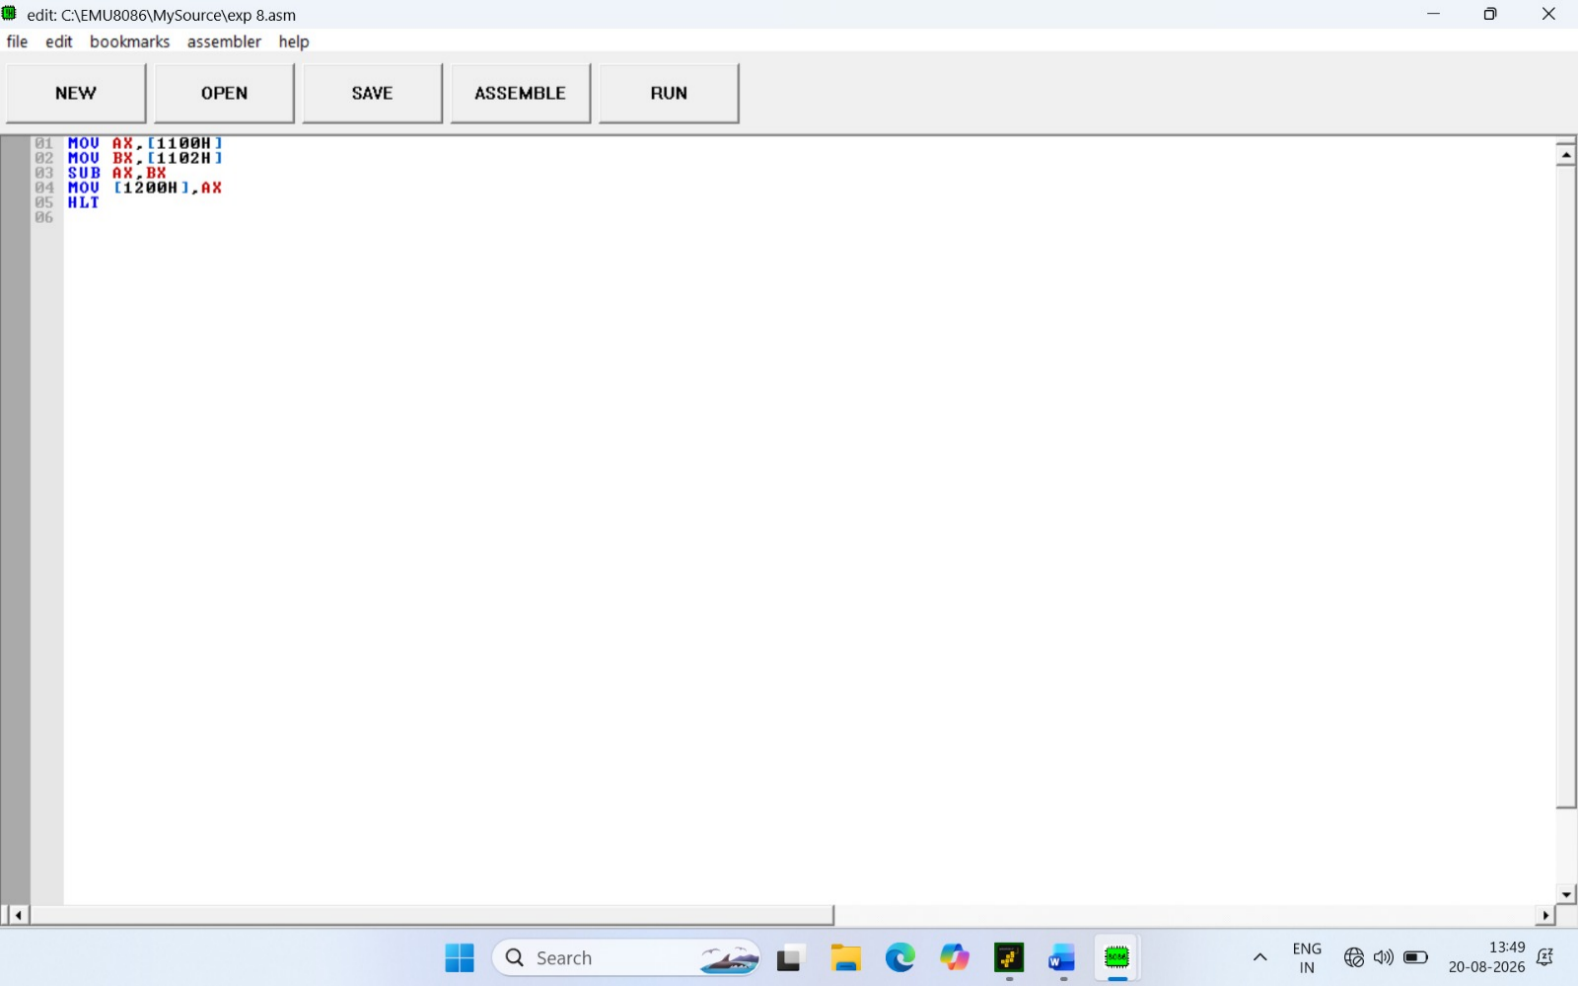 edit: C:\EMU8086\MySource\exp 8.asm
file edit bookmarks assembler help
NEW OPEN SAVE ASSEMBLE RUN
01 MOV AX,[1100H]
02 MOV BX,[1102H]
03 SUB AX,BX
04 MOV [1200H],AX
05 HLT
06
Search
ENG
IN
13:49
20-08-2026